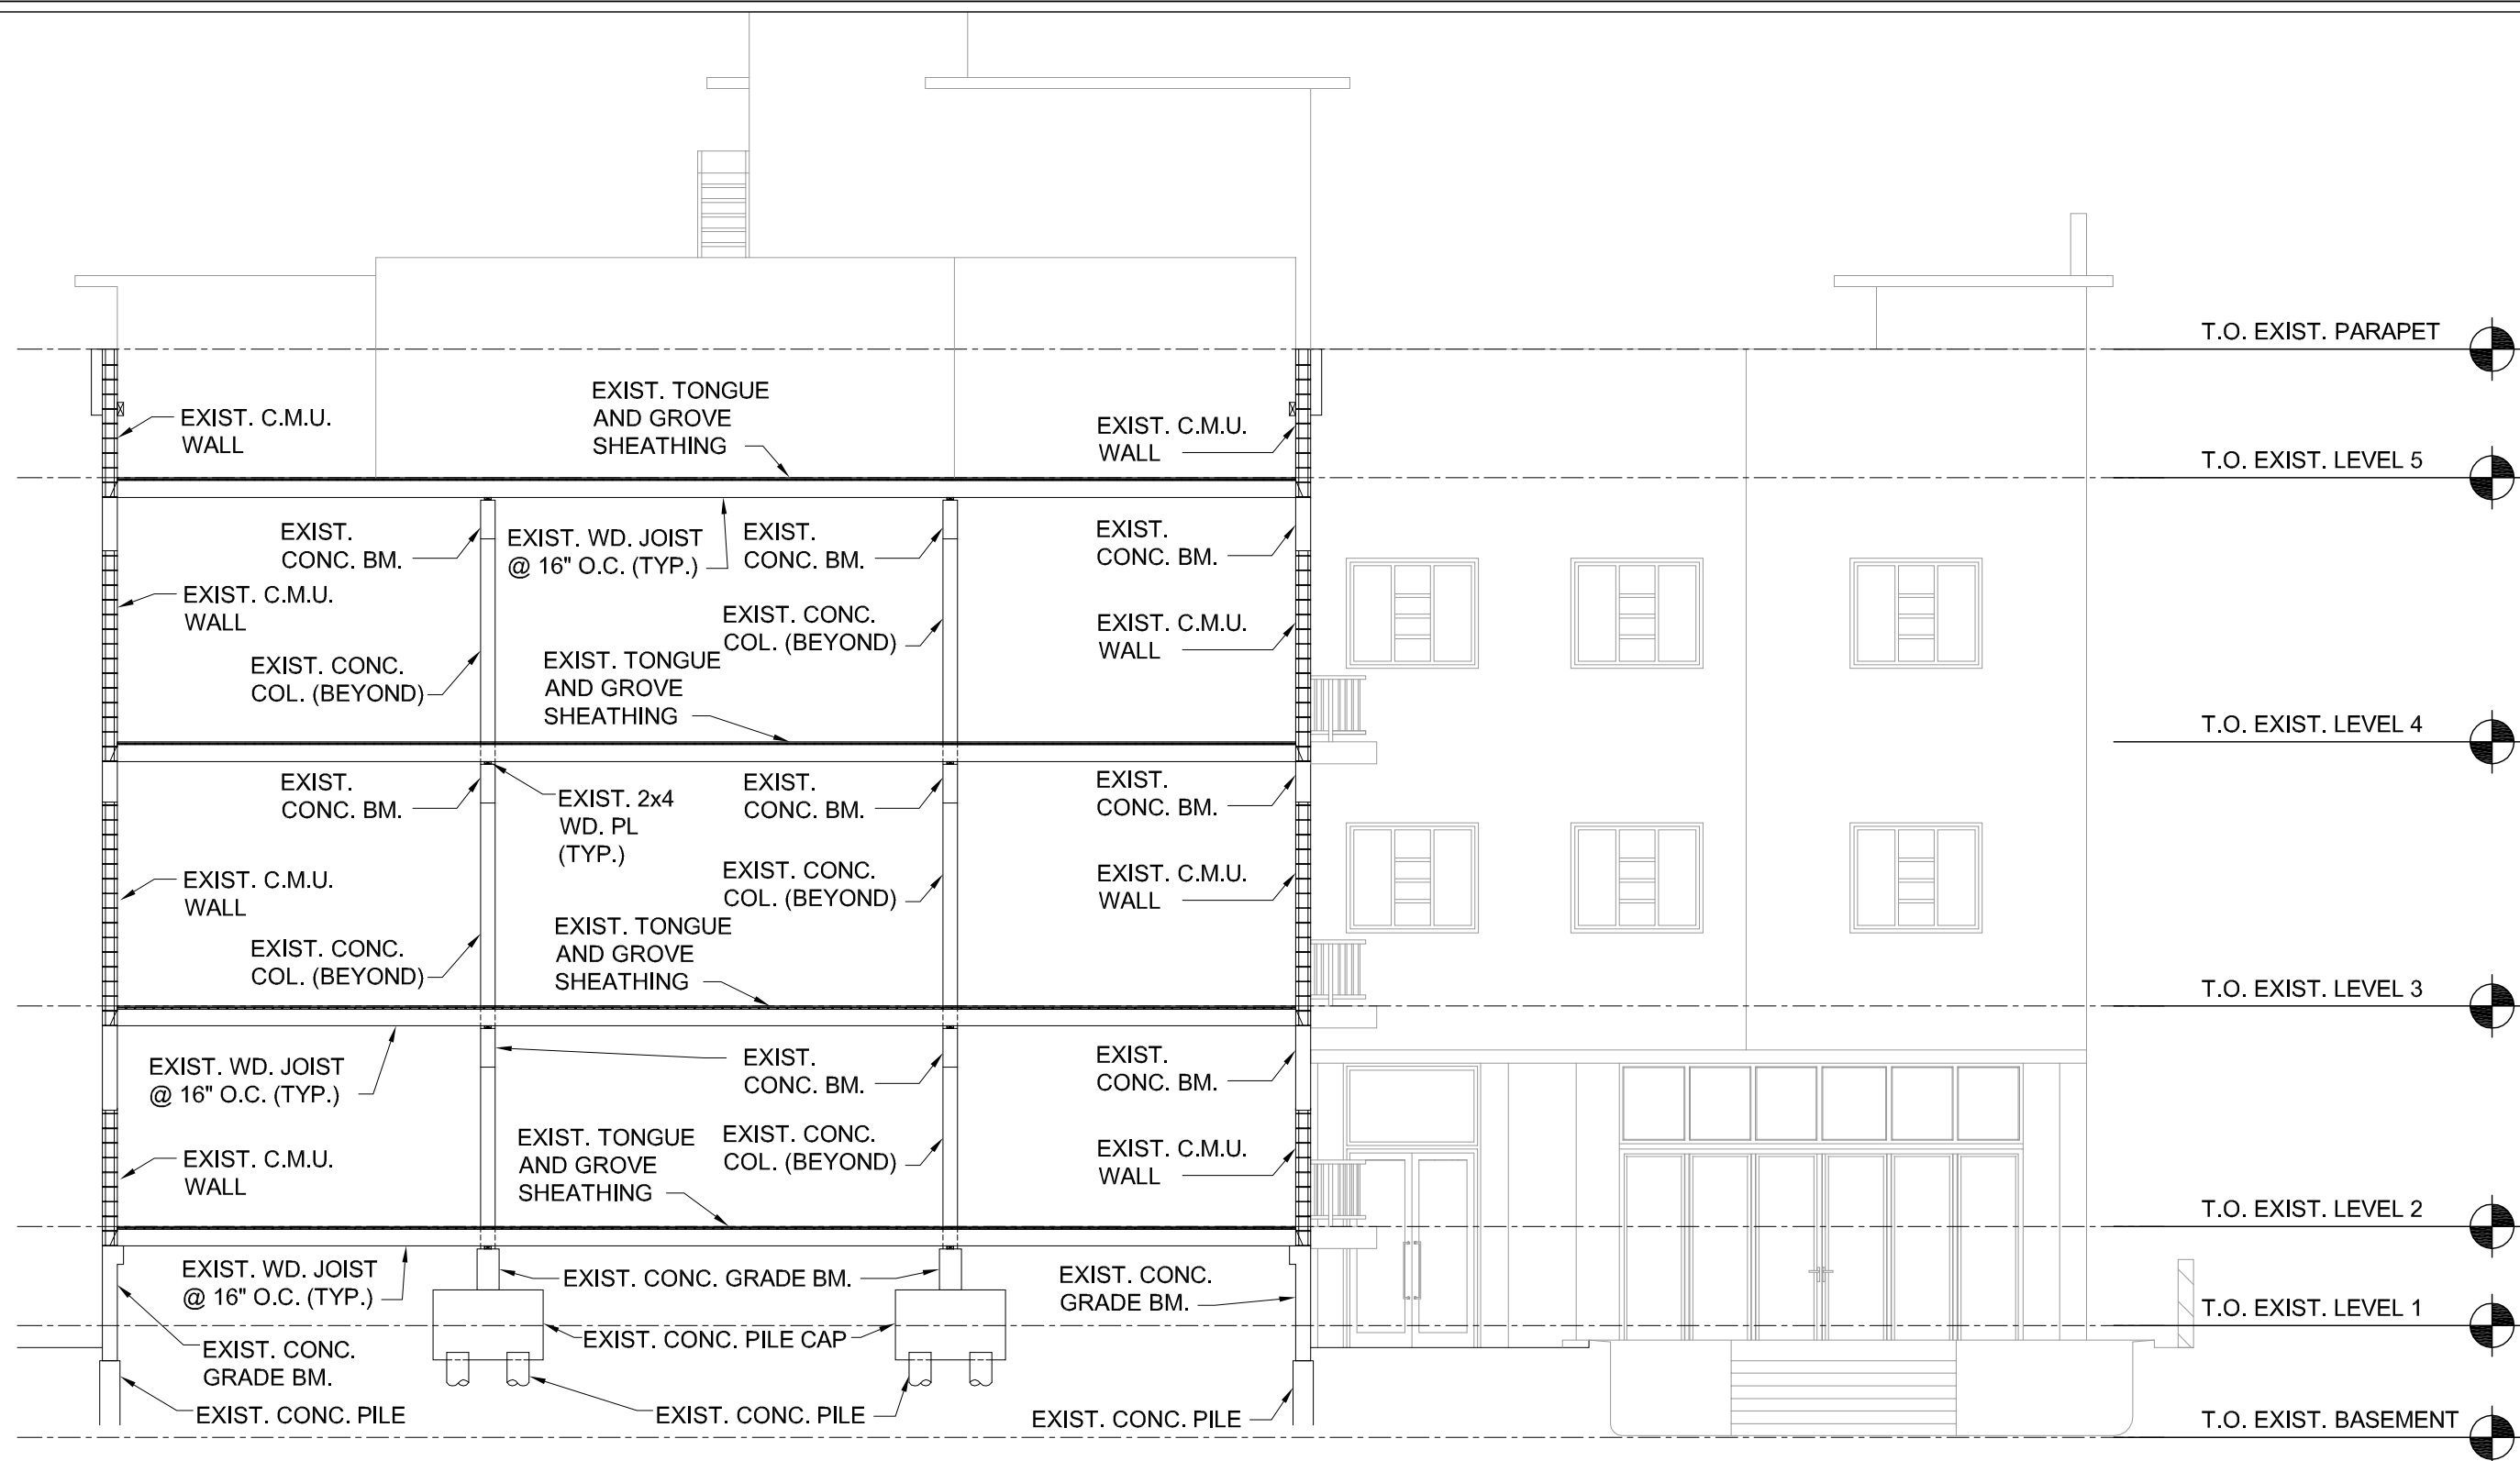 T.O. EXIST. PARAPET
EXIST. TONGUE
AND GROVE
SHEATHING
EXIST. C.M.U.
WALL
EXIST. C.M.U.
WALL
T.O. EXIST. LEVEL 5
EXIST.
CONC. BM.
EXIST. WD. JOIST
@ 16" O.C. (TYP.)
EXIST.
CONC. BM.
EXIST.
CONC. BM.
EXIST. C.M.U.
WALL
EXIST. CONC.
COL. (BEYOND)
EXIST. C.M.U.
WALL
EXIST. CONC.
COL. (BEYOND)
EXIST. TONGUE
AND GROVE
SHEATHING
T.O. EXIST. LEVEL 4
EXIST.
CONC. BM.
EXIST. 2x4
WD. PL
(TYP.)
EXIST.
CONC. BM.
EXIST.
CONC. BM.
EXIST. C.M.U.
WALL
EXIST. CONC.
COL. (BEYOND)
EXIST. C.M.U.
WALL
EXIST. CONC.
COL. (BEYOND)
EXIST. TONGUE
AND GROVE
SHEATHING
T.O. EXIST. LEVEL 3
EXIST. WD. JOIST
@ 16" O.C. (TYP.)
EXIST.
CONC. BM.
EXIST.
CONC. BM.
EXIST. C.M.U.
WALL
EXIST. TONGUE
AND GROVE
SHEATHING
EXIST. CONC.
COL. (BEYOND)
EXIST. C.M.U.
WALL
T.O. EXIST. LEVEL 2
EXIST. WD. JOIST
@ 16" O.C. (TYP.)
EXIST. CONC. GRADE BM.
EXIST. CONC.
GRADE BM.
T.O. EXIST. LEVEL 1
EXIST. CONC. PILE CAP
EXIST. CONC.
GRADE BM.
EXIST. CONC. PILE
EXIST. CONC. PILE
EXIST. CONC. PILE
T.O. EXIST. BASEMENT